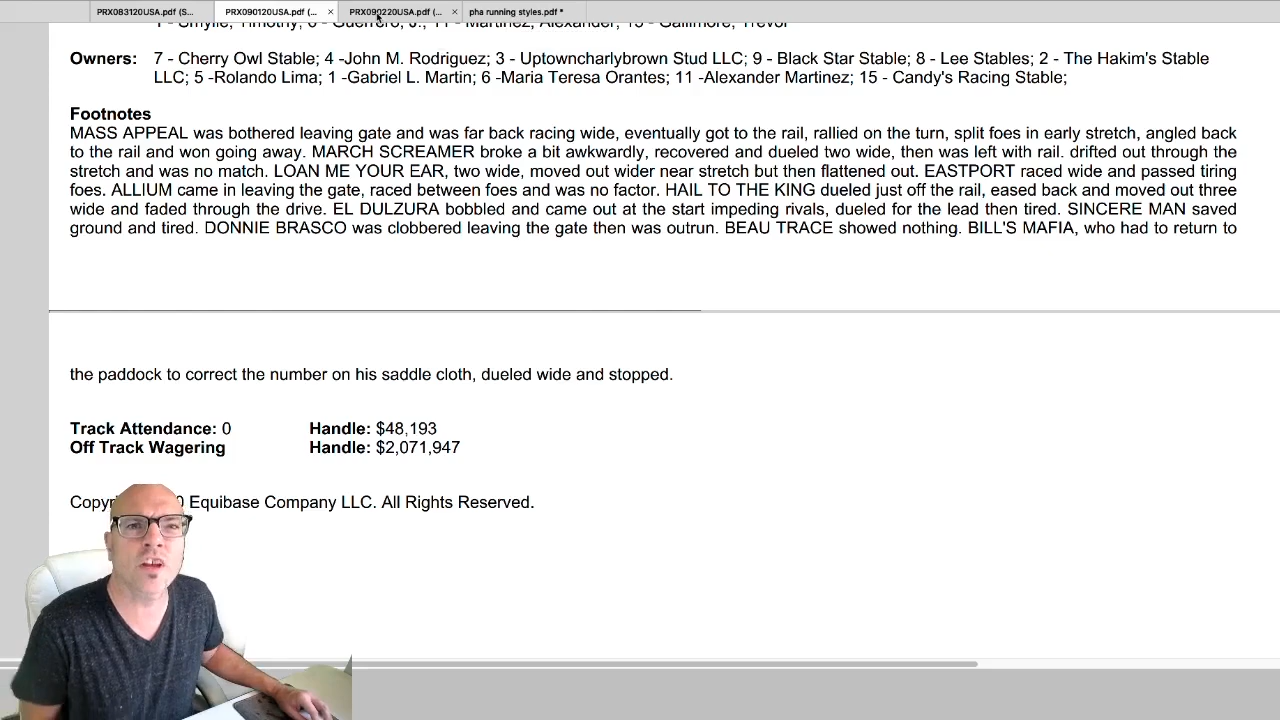 PRX083120USA.pdf (S... PRX090120USA.pdf (... × PRX090220USA.pdf (... × pha running styles.pdf *
1 - Smylie, Timothy; 6 - Guerrero, J.; 11 - Martinez, Alexander; 15 - Gallimore, Trevor
Owners: 7 - Cherry Owl Stable; 4 -John M. Rodriguez; 3 - Uptowncharlybrown Stud LLC; 9 - Black Star Stable; 8 - Lee Stables; 2 - The Hakim's Stable
LLC; 5 -Rolando Lima; 1 -Gabriel L. Martin; 6 -Maria Teresa Orantes; 11 -Alexander Martinez; 15 - Candy's Racing Stable;
Footnotes
MASS APPEAL was bothered leaving gate and was far back racing wide, eventually got to the rail, rallied on the turn, split foes in early stretch, angled back
to the rail and won going away. MARCH SCREAMER broke a bit awkwardly, recovered and dueled two wide, then was left with rail. drifted out through the
stretch and was no match. LOAN ME YOUR EAR, two wide, moved out wider near stretch but then flattened out. EASTPORT raced wide and passed tiring
foes. ALLIUM came in leaving the gate, raced between foes and was no factor. HAIL TO THE KING dueled just off the rail, eased back and moved out three
wide and faded through the drive. EL DULZURA bobbled and came out at the start impeding rivals, dueled for the lead then tired. SINCERE MAN saved
ground and tired. DONNIE BRASCO was clobbered leaving the gate then was outrun. BEAU TRACE showed nothing. BILL'S MAFIA, who had to return to
the paddock to correct the number on his saddle cloth, dueled wide and stopped.
Track Attendance: 0 Handle: $48,193
Off Track Wagering Handle: $2,071,947
Equibase Company LLC. All Rights Reserved.